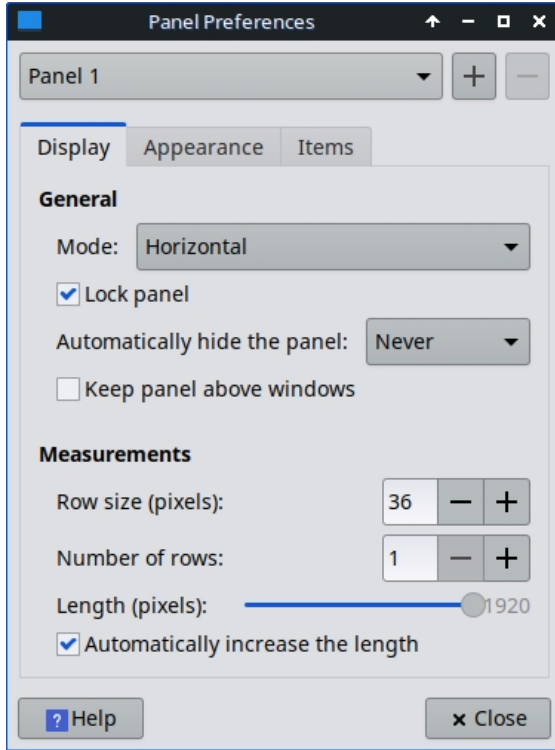 Panel Preferences
Panel 1
Display Appearance Items
General
Mode: Horizontal
Lock panel
Automatically hide the panel: Never
Keep panel above windows
Measurements
Row size (pixels): 36
Number of rows: 1
Length (pixels): 1920
Automatically increase the length
? Help × Close